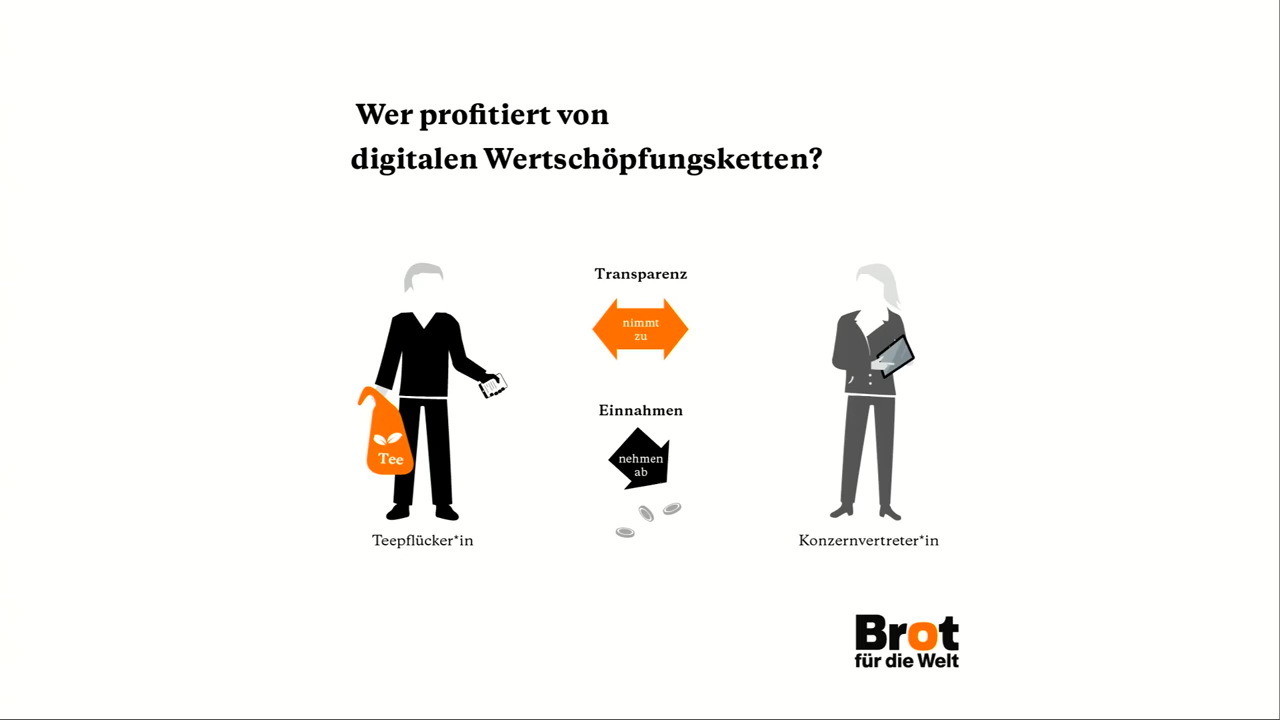 Wer profitiert von
digitalen Wertschöpfungsketten?
Transparenz
nimmt
zu
Einnahmen
nehmen
ab
Tee
Teepflücker*in
Konzernvertreter*in
Brot
für die Welt